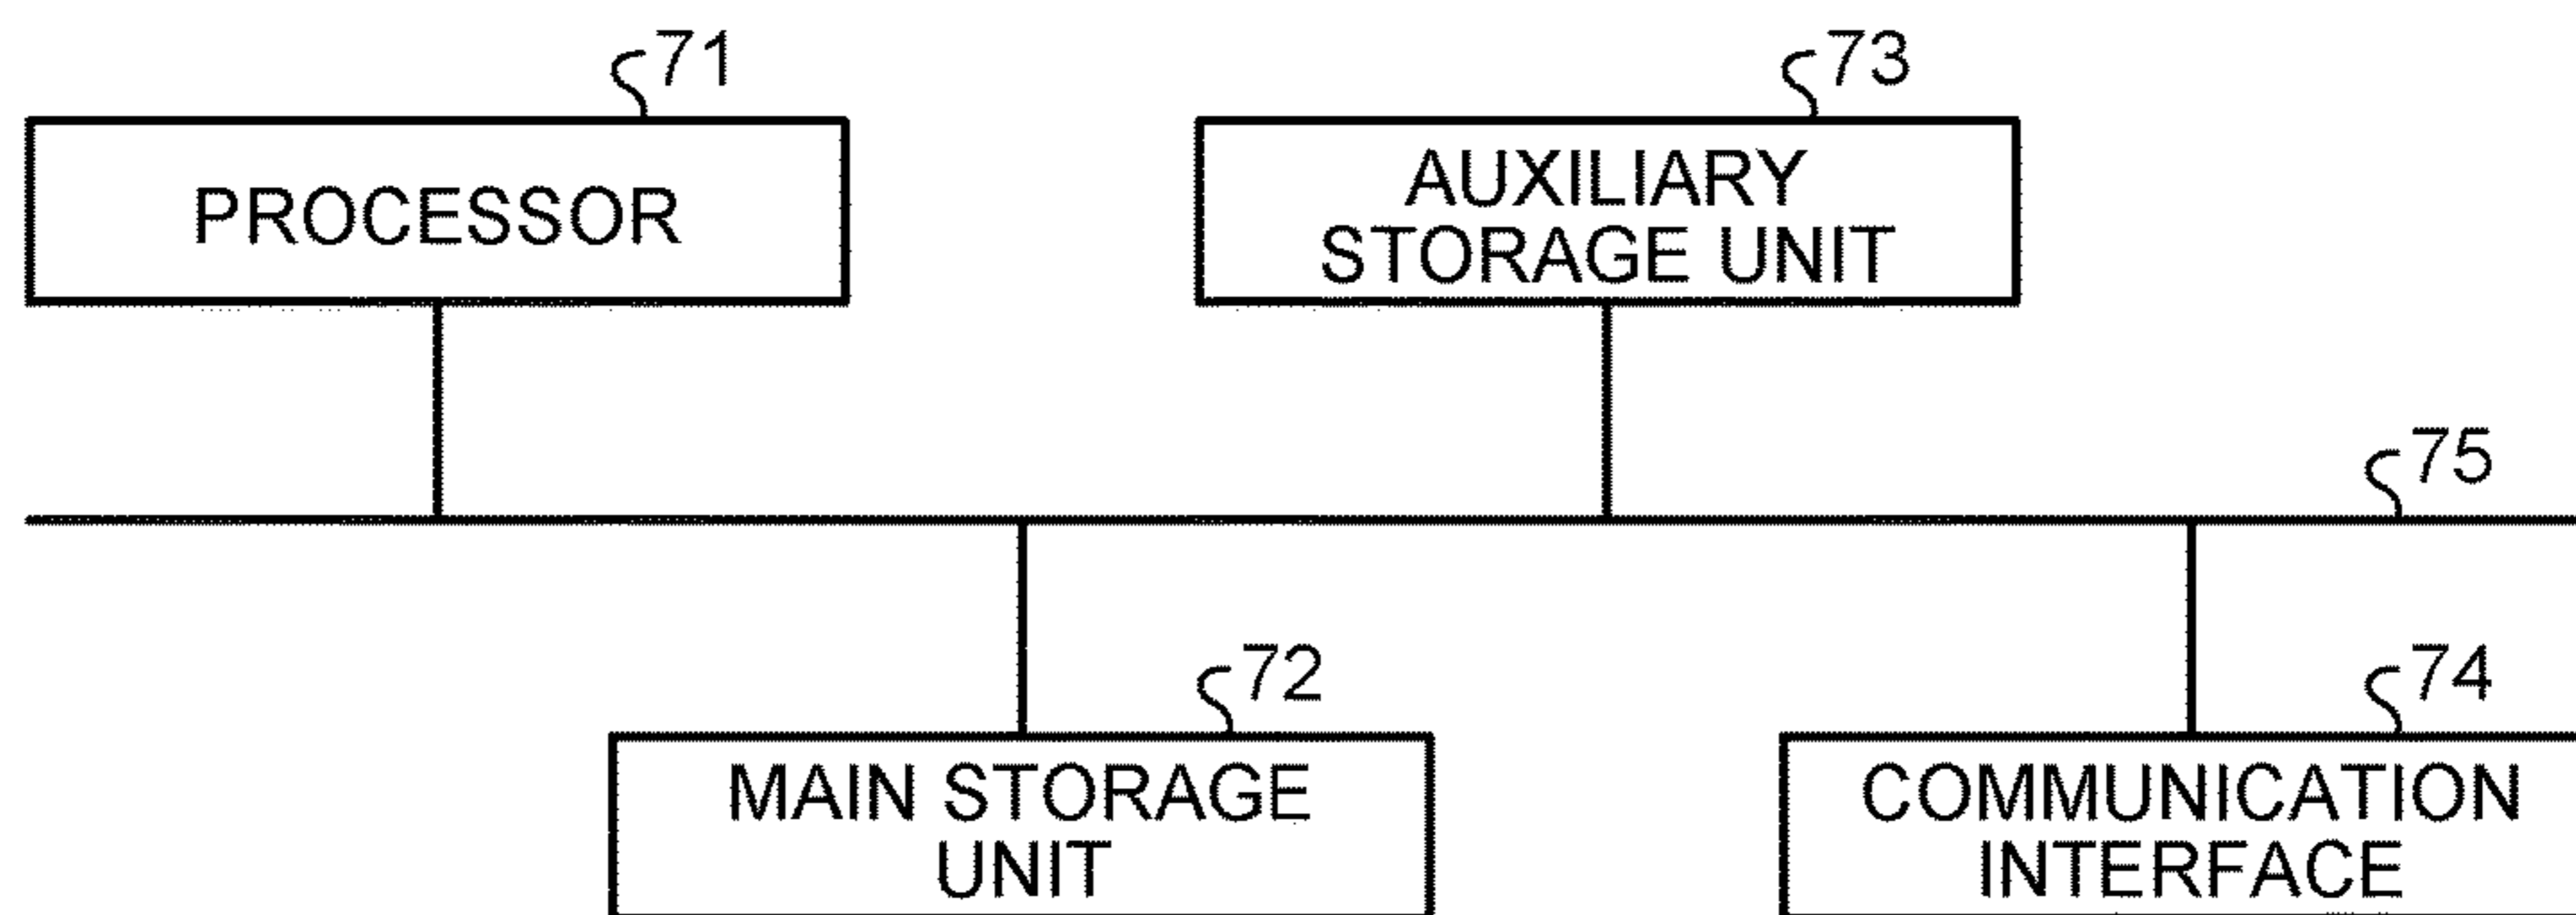 71
PROCESSOR
73
AUXILIARY
STORAGE UNIT
75
72
MAIN STORAGE
UNIT
74
COMMUNICATION
INTERFACE